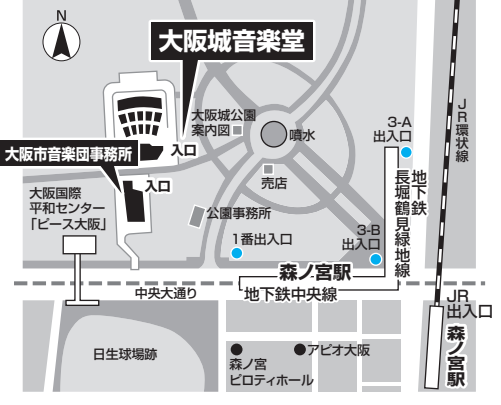 N
大阪城音楽堂
大阪城公園
案内図
噴水
3-A
出入口
JR環状線
大阪市音楽団事務所
入口
入口
売店
地下鉄
長堀鶴見緑地線
大阪国際
平和センター
「ピース大阪」
公園事務所
1番出入口
3-B
出入口
森ノ宮駅
中央大通り
地下鉄中央線
JR
出入口
森ノ宮駅
日生球場跡
森ノ宮
ピロティホール
アピオ大阪